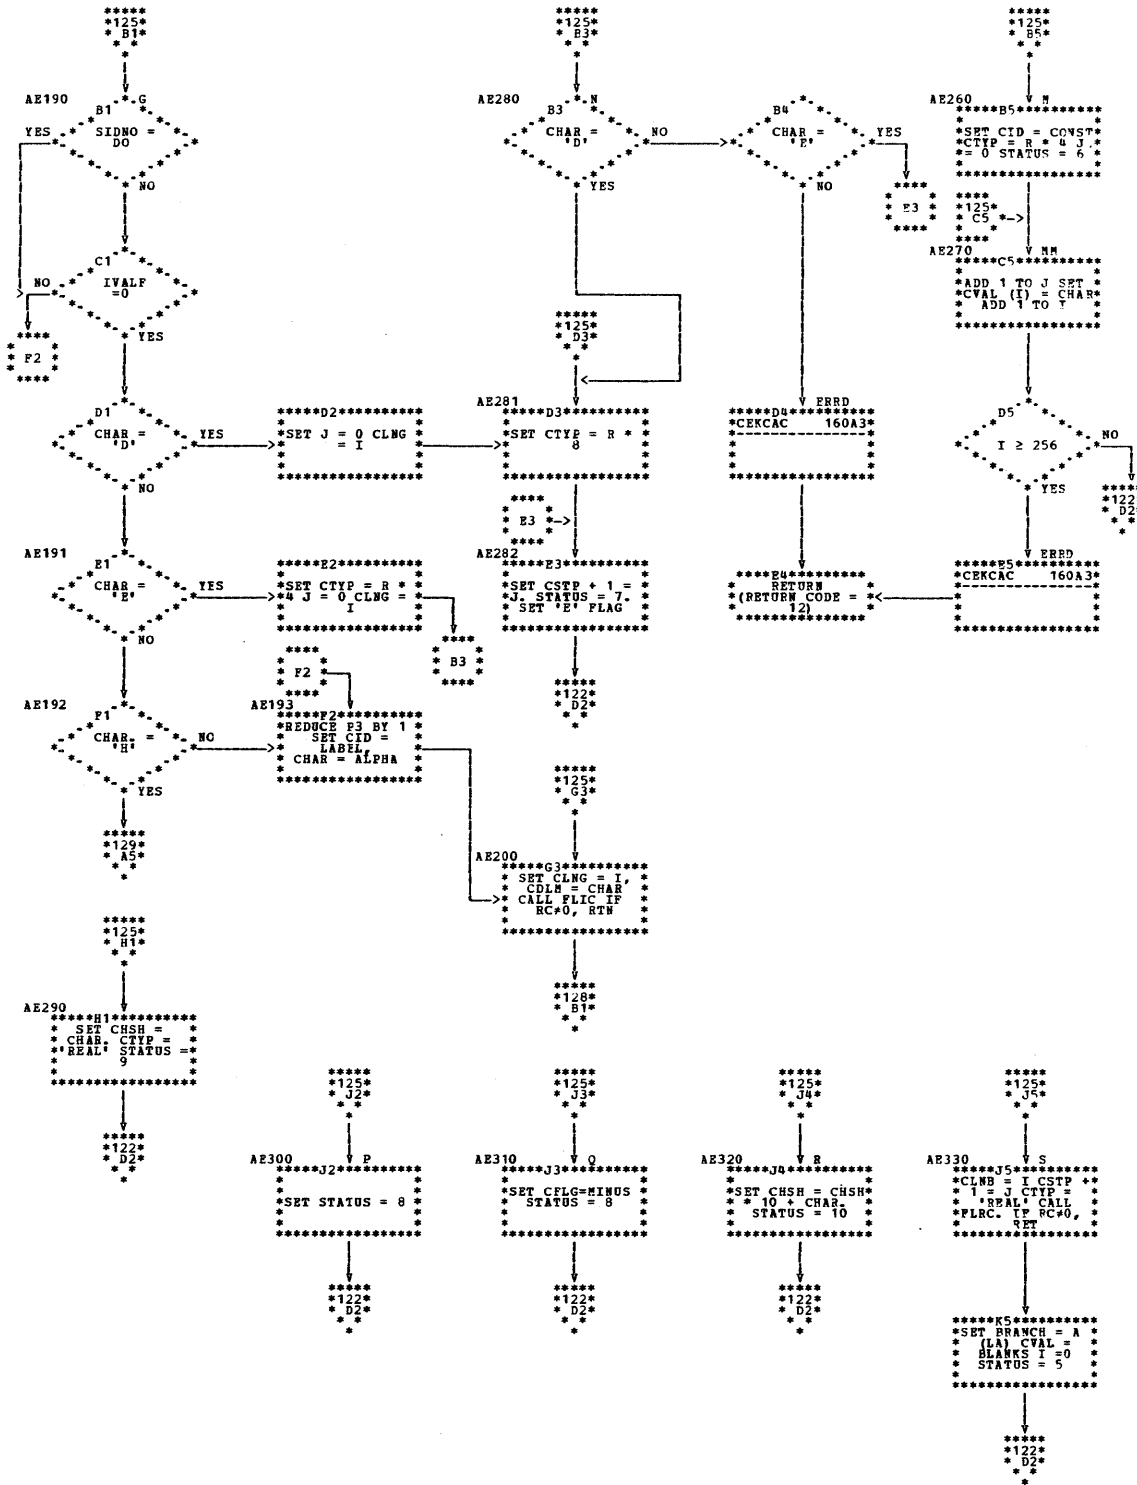 *125*
B1*
*125*
B3*
*125*
B5*
AE190
B1
G
SIDNO =
DO
YES
NO
AE280
B3
N
CHAR =
'D'
NO
YES
B4
CHAR =
'E'
YES
NO
E3
AE260
B5
M
SET CID = CONST
CTYP = R * 4 J.
= 0 STATUS = 6
*125*
C5
C1
IVALF
=0
NO
YES
F2
AE270
C5
MM
ADD 1 TO J SET
CVAL (I) = CHAR
ADD 1 TO I
*125*
D3*
D1
CHAR =
'D'
YES
NO
D2
SET J = 0 CLNG
= I
AE281
D3
SET CTYP = R *
8
ERRD
D4
CEKCAC 160A3
D5
I ≥ 256
NO
YES
*122*
D2*
E3
AE191
E1
CHAR =
'E'
YES
NO
E2
SET CTYP = R *
4 J = 0 CLNG =
I
B3
AE282
E3
SET CSTP + 1 =
J. STATUS = 7.
SET 'E' FLAG
*122*
D2*
E4
RETURN
(RETURN CODE =
12)
ERRD
E5
CEKCAC 160A3
F2
AE192
F1
CHAR. =
'H'
NO
YES
*129*
A5*
AE193
F2
REDUCE P3 BY 1
SET CID =
LABEL,
CHAR = ALPHA
*125*
G3*
AE200
G3
SET CLNG = I,
CDLM = CHAR
CALL FLIC IF
RC≠0, RTN
*128*
B1*
*125*
H1*
AE290
H1
SET CHSH =
CHAR. CTYP =
'REAL' STATUS =
9
*122*
D2*
*125*
J2*
AE300
J2
P
SET STATUS = 8
*122*
D2*
*125*
J3*
AE310
J3
Q
SET CFLG=MINUS
STATUS = 8
*122*
D2*
*125*
J4*
AE320
J4
R
SET CHSH = CHSH
* 10 + CHAR.
STATUS = 10
*122*
D2*
*125*
J5*
AE330
J5
S
CLNB = I CSTP +
1 = J CTYP =
'REAL' CALL
FLRC. IF RC≠0,
RET
K5
SET BRANCH = A
(LA) CVAL =
BLANKS I =0
STATUS = 5
*122*
D2*